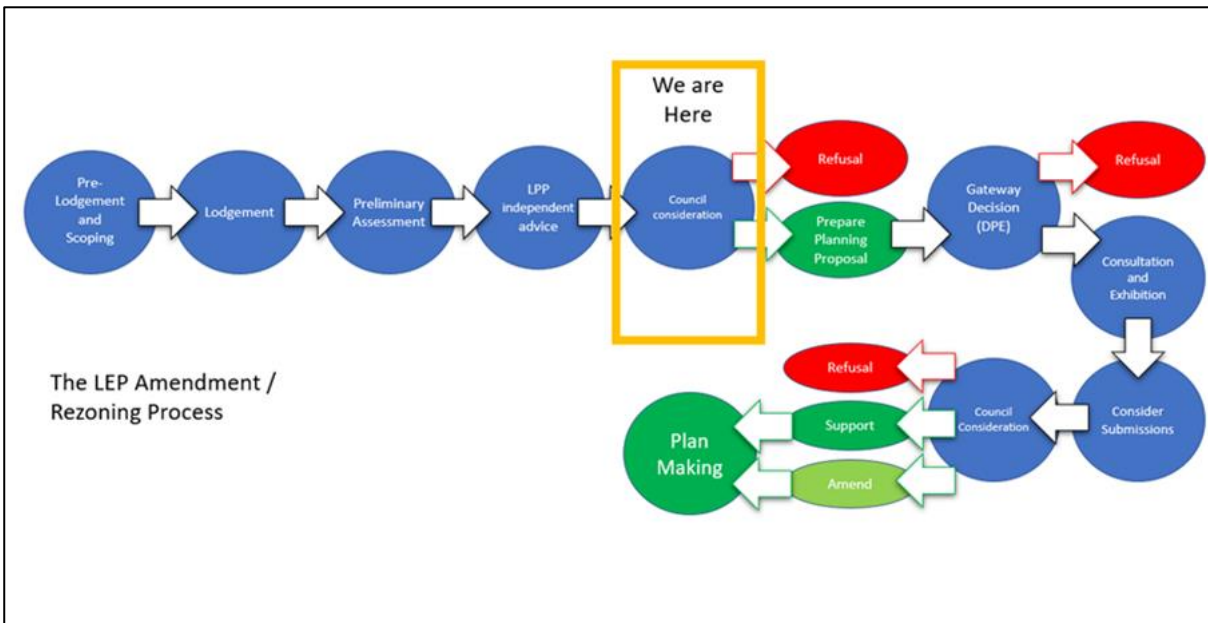 We are
Here
Pre-
Lodgement
and
Scoping
Lodgement
Preliminary
Assessment
LPP
independent
advice
Council
consideration
Refusal
Prepare
Planning
Proposal
Gateway
Decision
(DPE)
Refusal
Consultation
and
Exhibition
The LEP Amendment /
Rezoning Process
Plan
Making
Refusal
Support
Amend
Council
Consideration
Consider
Submissions